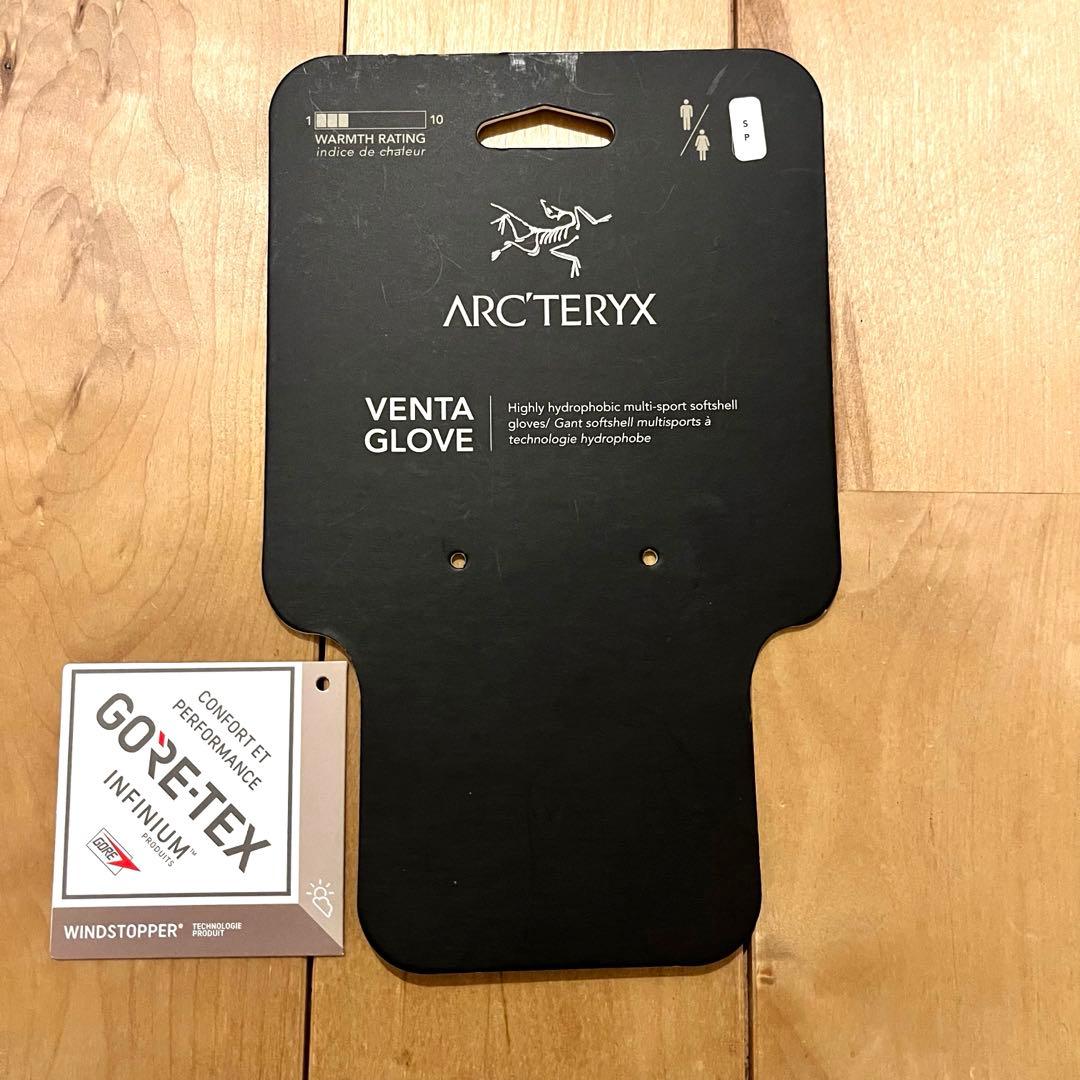 1 10
WARMTH RATING
indice de chaleur
S
P
ARC'TERYX
VENTA
GLOVE
Highly hydrophobic multi-sport softshell
gloves/ Gant softshell multisports à
technologie hydrophobe
CONFORT ET
PERFORMANCE
GORE-TEX
INFINIUM™
PRODUITS
GORE
WINDSTOPPER®
TECHNOLOGIE
PRODUIT